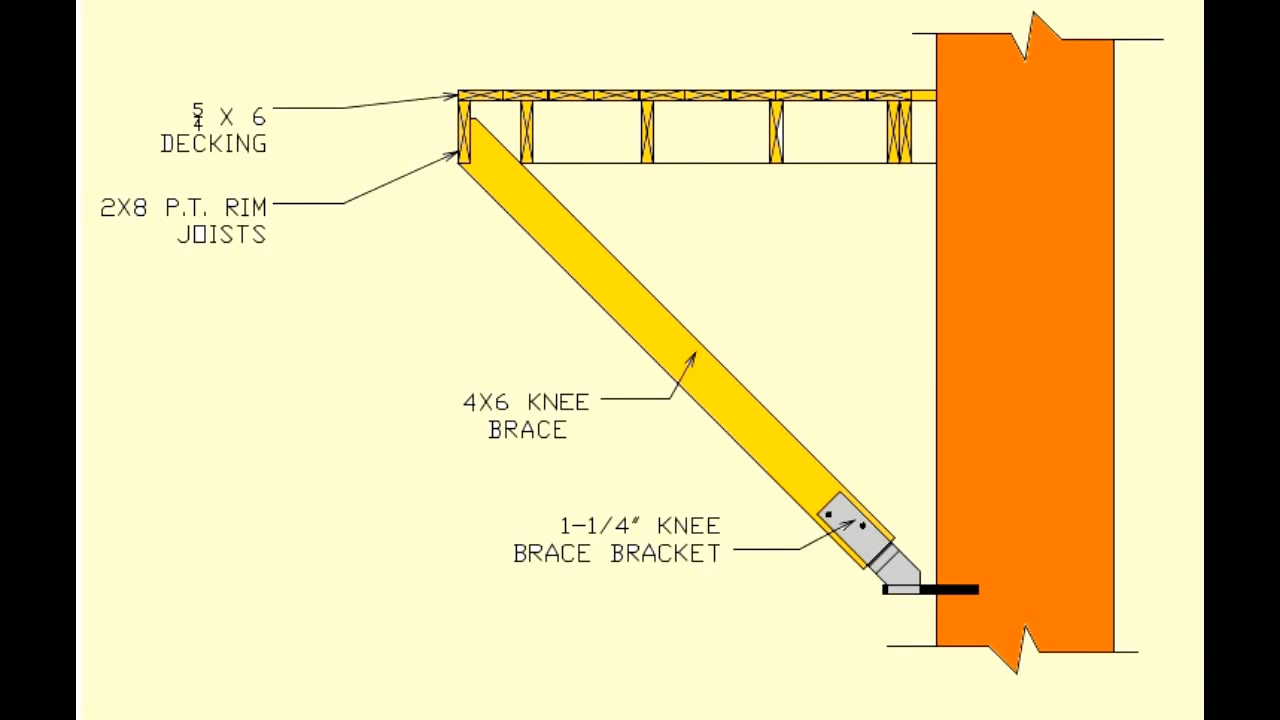 5/4 X 6
DECKING
2X8 P.T. RIM
JOISTS
4X6 KNEE
BRACE
1-1/4" KNEE
BRACE BRACKET